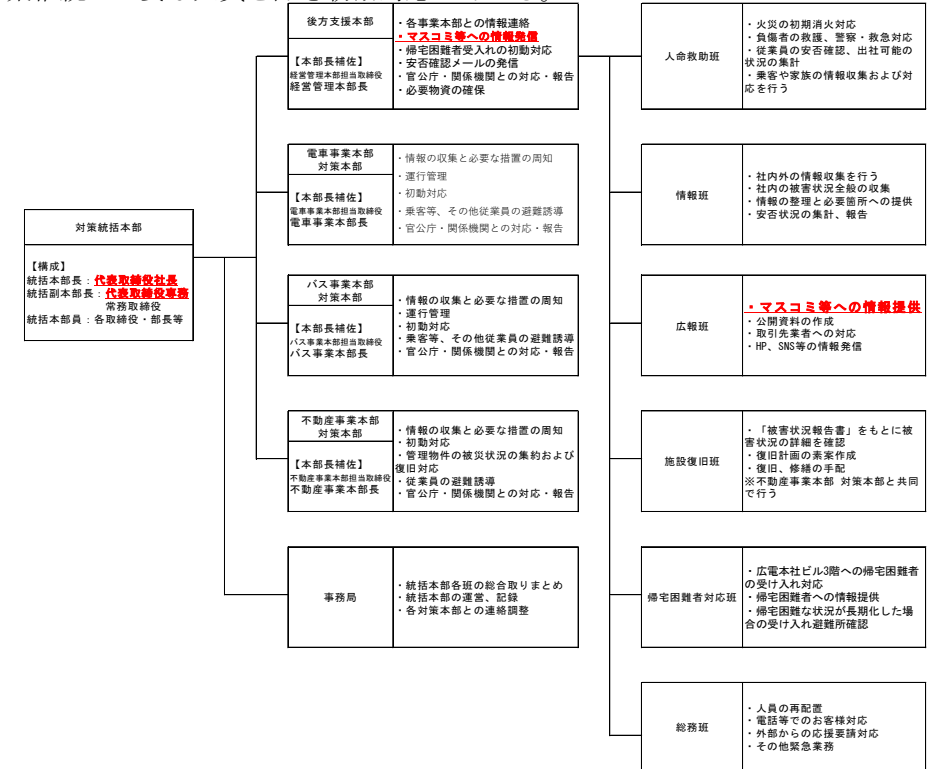 対策統括本部
【構成】
統括本部長：代表取締役社長
統括副本部長：代表取締役専務
常務取締役
統括本部員：各取締役・部長等
後方支援本部
【本部長補佐】
経営管理本部担当取締役
経営管理本部長
・各事業本部との情報連絡
・マスコミ等への情報発信
・帰宅困難者受入れの初動対応
・安否確認メールの発信
・官公庁・関係機関との対応・報告
・必要物資の確保
電車事業本部
対策本部
【本部長補佐】
電車事業本部担当取締役
電車事業本部長
・情報の収集と必要な措置の周知
・運行管理
・初動対応
・乗客等、その他従業員の避難誘導
・官公庁・関係機関との対応・報告
バス事業本部
対策本部
【本部長補佐】
バス事業本部担当取締役
バス事業本部長
・情報の収集と必要な措置の周知
・運行管理
・初動対応
・乗客等、その他従業員の避難誘導
・官公庁・関係機関との対応・報告
不動産事業本部
対策本部
【本部長補佐】
不動産事業本部担当取締役
不動産事業本部長
・情報の収集と必要な措置の周知
・初動対応
・管理物件の被災状況の集約および
復旧対応
・従業員の避難誘導
・官公庁・関係機関との対応・報告
事務局
・統括本部各班の総合取りまとめ
・統括本部の運営、記録
・各対策本部との連絡調整
人命救助班
・火災の初期消火対応
・負傷者の救護、警察・救急対応
・従業員の安否確認、出社可能の
状況の集計
・乗客や家族の情報収集および対
応を行う
情報班
・社内外の情報収集を行う
・社内の被害状況全般の収集
・情報の整理と必要箇所への提供
・安否状況の集計、報告
広報班
・マスコミ等への情報提供
・公開資料の作成
・取引先業者への対応
・HP、SNS等の情報発信
施設復旧班
・「被害状況報告書」をもとに被
害状況の詳細を確認
・復旧計画の素案作成
・復旧、修繕の手配
※不動産事業本部 対策本部と共同
で行う
帰宅困難者対応班
・広電本社ビル3階への帰宅困難者
の受け入れ対応
・帰宅困難者への情報提供
・帰宅困難な状況が長期化した場
合の受け入れ避難所確認
総務班
・人員の再配置
・電話等でのお客様対応
・外部からの応援要請対応
・その他緊急業務